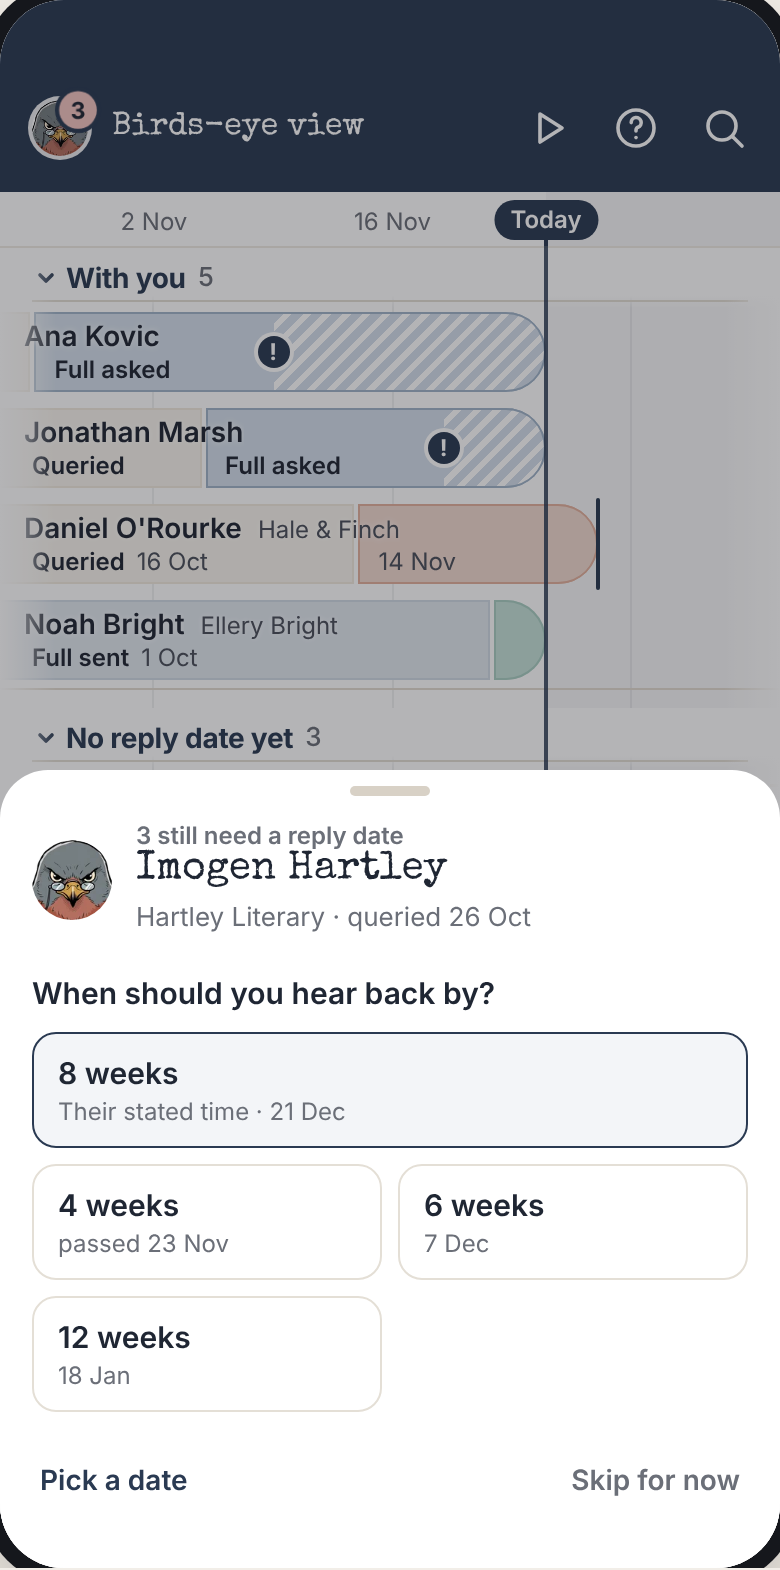 3
Birds-eye view
2 Nov 16 Nov Today
With you 5
Ana Kovic
Full asked !
Jonathan Marsh
Queried Full asked !
Daniel O'Rourke Hale & Finch
Queried 16 Oct 14 Nov
Noah Bright Ellery Bright
Full sent 1 Oct
No reply date yet 3
3 still need a reply date
Imogen Hartley
Hartley Literary · queried 26 Oct
When should you hear back by?
8 weeks
Their stated time · 21 Dec
4 weeks
passed 23 Nov
6 weeks
7 Dec
12 weeks
18 Jan
Pick a date Skip for now